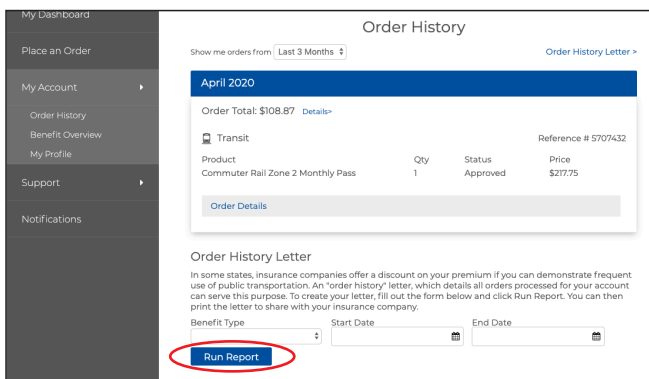 My Dashboard
Place an Order
My Account
Order History
Benefit Overview
My Profile
Support
Notifications
Order History
Show me orders from Last 3 Months
Order History Letter >
April 2020
Order Total: $108.87 Details>
Transit Reference # 5707432
Product Qty Status Price
Commuter Rail Zone 2 Monthly Pass 1 Approved $217.75
Order Details
Order History Letter
In some states, insurance companies offer a discount on your premium if you can demonstrate frequent
use of public transportation. An "order history" letter, which details all orders processed for your account
can serve this purpose. To create your letter, fill out the form below and click Run Report. You can then
print the letter to share with your insurance company.
Benefit Type Start Date End Date
Run Report